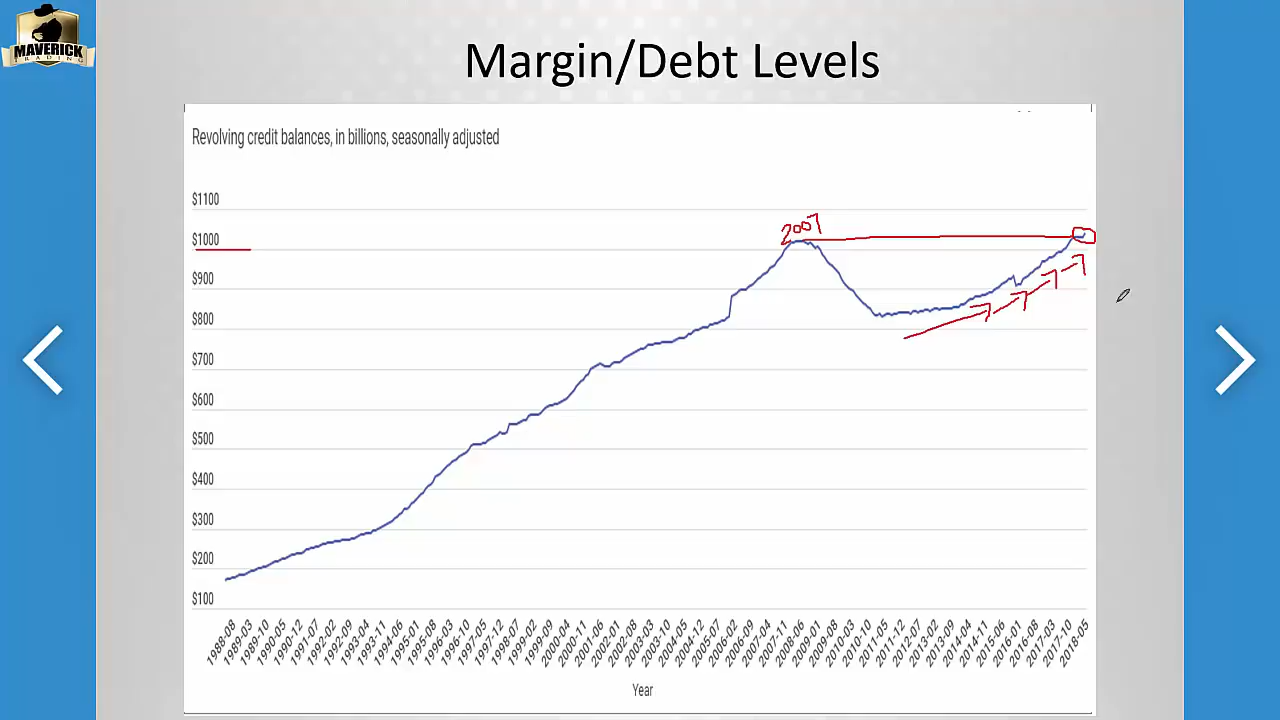 MAVERICK
TRADING
Margin/Debt Levels
Revolving credit balances, in billions, seasonally adjusted
$1100
2007
$1000
$900
$800
$700
$600
$500
$400
$300
$200
$100
1988-08 1989-03 1989-10 1990-05 1990-12 1991-07 1992-02 1992-09 1993-04 1993-11 1994-06 1995-01 1995-08 1996-03 1996-10 1997-05 1997-12 1998-07 1999-02 1999-09 2000-04 2000-11 2001-06 2002-01 2002-08 2003-03 2003-10 2004-05 2004-12 2005-07 2006-02 2006-09 2007-04 2007-11 2008-06 2009-01 2009-08 2010-03 2010-10 2011-05 2011-12 2012-07 2013-02 2013-09 2014-04 2014-11 2015-06 2016-01 2016-08 2017-03 2017-10 2018-05
Year